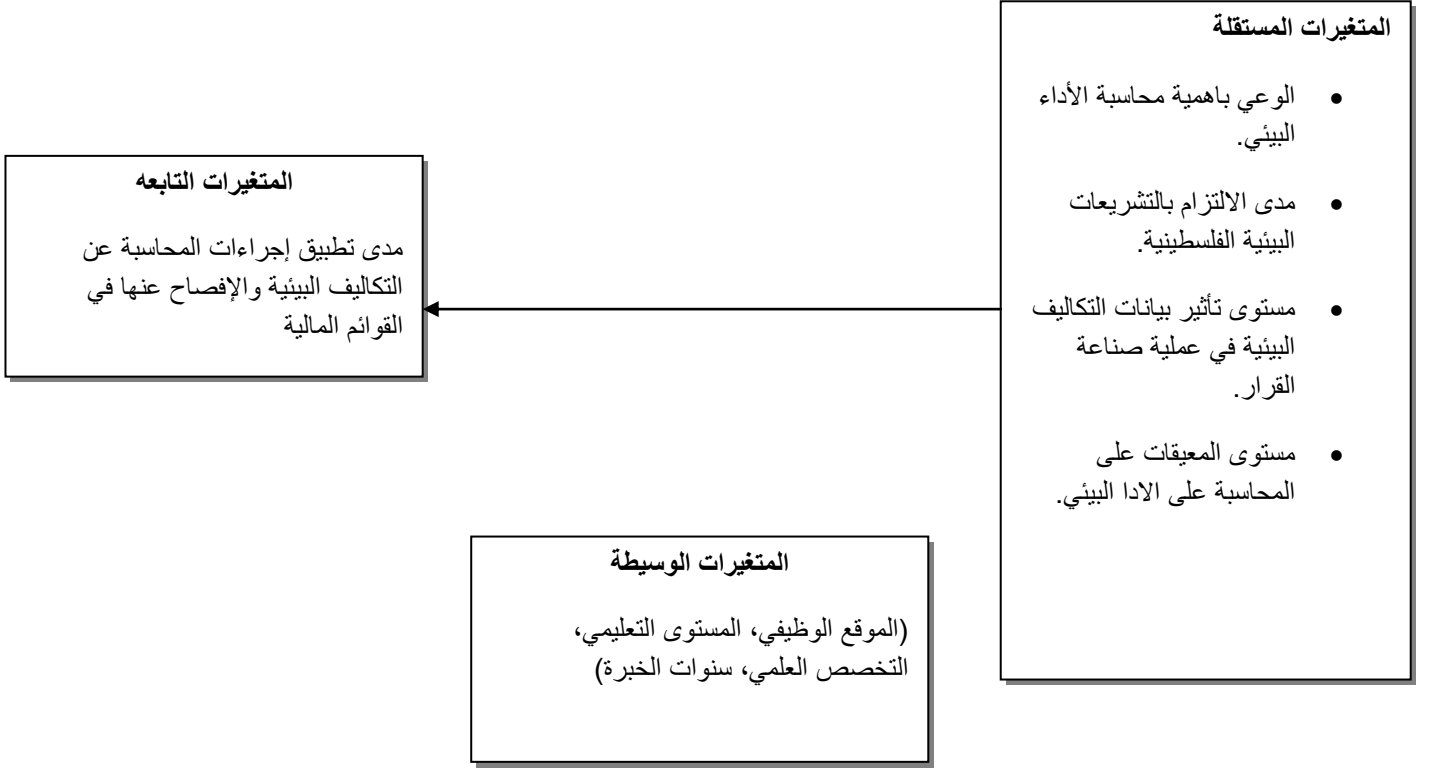 المتغيرات المستقلة
• الوعي باهمية محاسبة الأداء
البيئي.
• مدى الالتزام بالتشريعات
البيئية الفلسطينية.
• مستوى تأثير بيانات التكاليف
البيئية في عملية صناعة
القرار.
• مستوى المعيقات على
المحاسبة على الادا البيئي.
المتغيرات التابعه
مدى تطبيق إجراءات المحاسبة عن
التكاليف البيئية والإفصاح عنها في
القوائم المالية
المتغيرات الوسيطة
(الموقع الوظيفي، المستوى التعليمي،
التخصص العلمي، سنوات الخبرة)